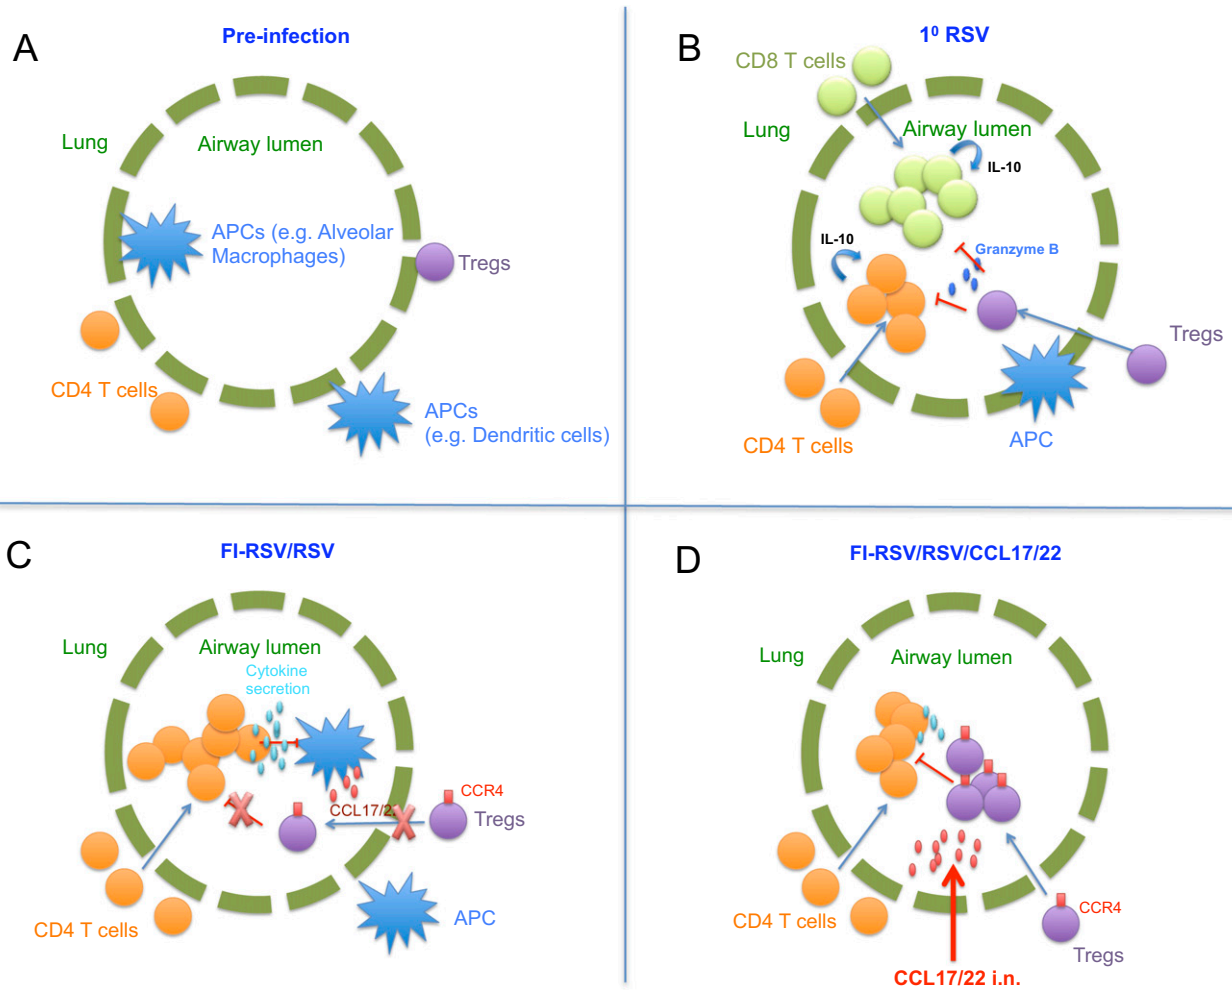 A
Pre-infection
Lung
Airway lumen
APCs (e.g. Alveolar
Macrophages)
Tregs
CD4 T cells
APCs
(e.g. Dendritic cells)
B
1⁰ RSV
CD8 T cells
Lung
Airway lumen
IL-10
IL-10
Granzyme B
Tregs
CD4 T cells
APC
C
FI-RSV/RSV
Lung
Airway lumen
Cytokine
secretion
CCL17/2
CCR4
Tregs
CD4 T cells
APC
D
FI-RSV/RSV/CCL17/22
Lung
Airway lumen
CCR4
CD4 T cells
Tregs
CCL17/22 i.n.